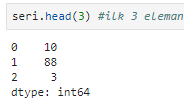 seri.head(3) #ilk 3 eleman
0    10
1    88
2     3
dtype: int64